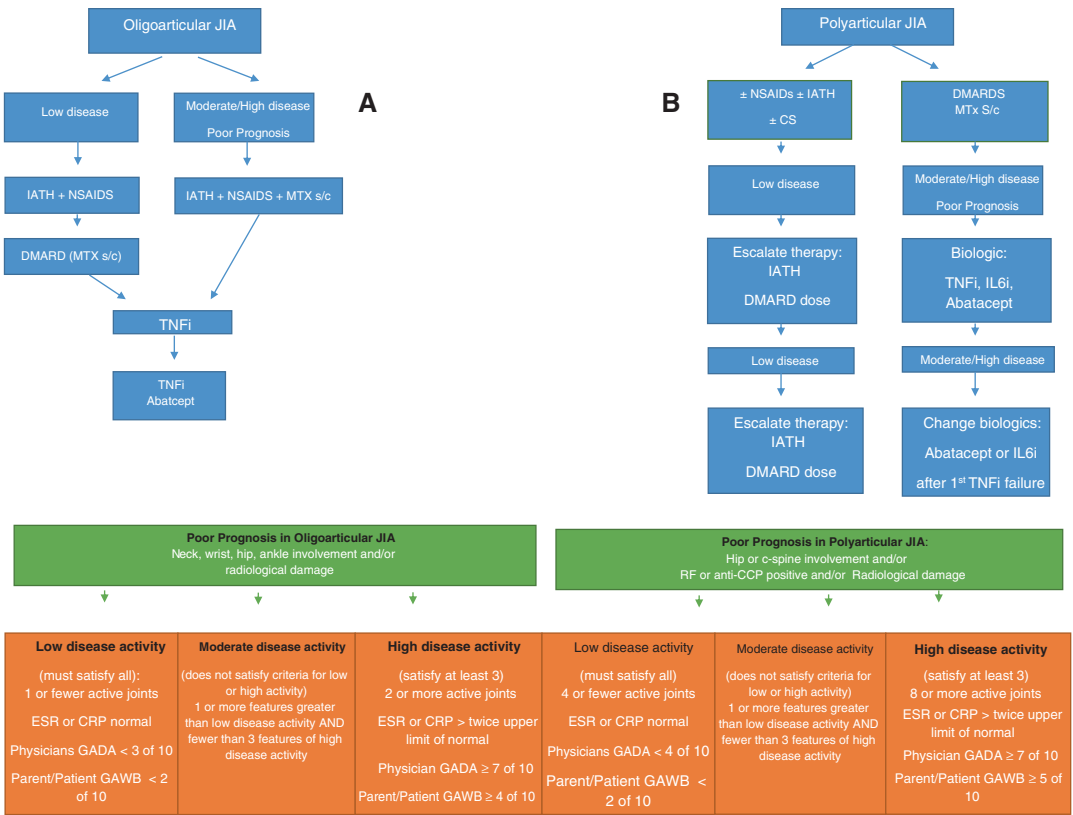 Oligoarticular JIA
Low disease
Moderate/High disease
Poor Prognosis
IATH + NSAIDS
IATH + NSAIDS + MTX s/c
DMARD (MTX s/c)
TNFi
TNFi
Abatcept
A
B
Polyarticular JIA
± NSAIDs ± IATH
± CS
Low disease
Escalate therapy:
IATH
DMARD dose
Low disease
Escalate therapy:
IATH
DMARD dose
DMARDS
MTx S/c
Moderate/High disease
Poor Prognosis
Biologic:
TNFi, IL6i,
Abatacept
Moderate/High disease
Change biologics:
Abatacept or IL6i
after 1st TNFi failure
Poor Prognosis in Oligoarticular JIA
Neck, wrist, hip, ankle involvement and/or
radiological damage
Poor Prognosis in Polyarticular JIA:
Hip or c-spine involvement and/or
RF or anti-CCP positive and/or Radiological damage
Low disease activity
(must satisfy all):
1 or fewer active joints
ESR or CRP normal
Physicians GADA < 3 of 10
Parent/Patient GAWB < 2
of 10
Moderate disease activity
(does not satisfy criteria for low
or high activity)
1 or more features greater
than low disease activity AND
fewer than 3 features of high
disease activity
High disease activity
(satisfy at least 3)
2 or more active joints
ESR or CRP > twice upper
limit of normal
Physician GADA ≥ 7 of 10
Parent/Patient GAWB ≥ 4 of 10
Low disease activity
(must satisfy all)
4 or fewer active joints
ESR or CRP normal
Physicians GADA < 4 of 10
Parent/Patient GAWB <
2 of 10
Moderate disease activity
(does not satisfy criteria for
low or high activity)
1 or more features greater
than low disease activity AND
fewer than 3 features of high
disease activity
High disease activity
(satisfy at least 3)
8 or more active joints
ESR or CRP > twice upper
limit of normal
Physician GADA ≥ 7 of 10
Parent/Patient GAWB ≥ 5 of
10